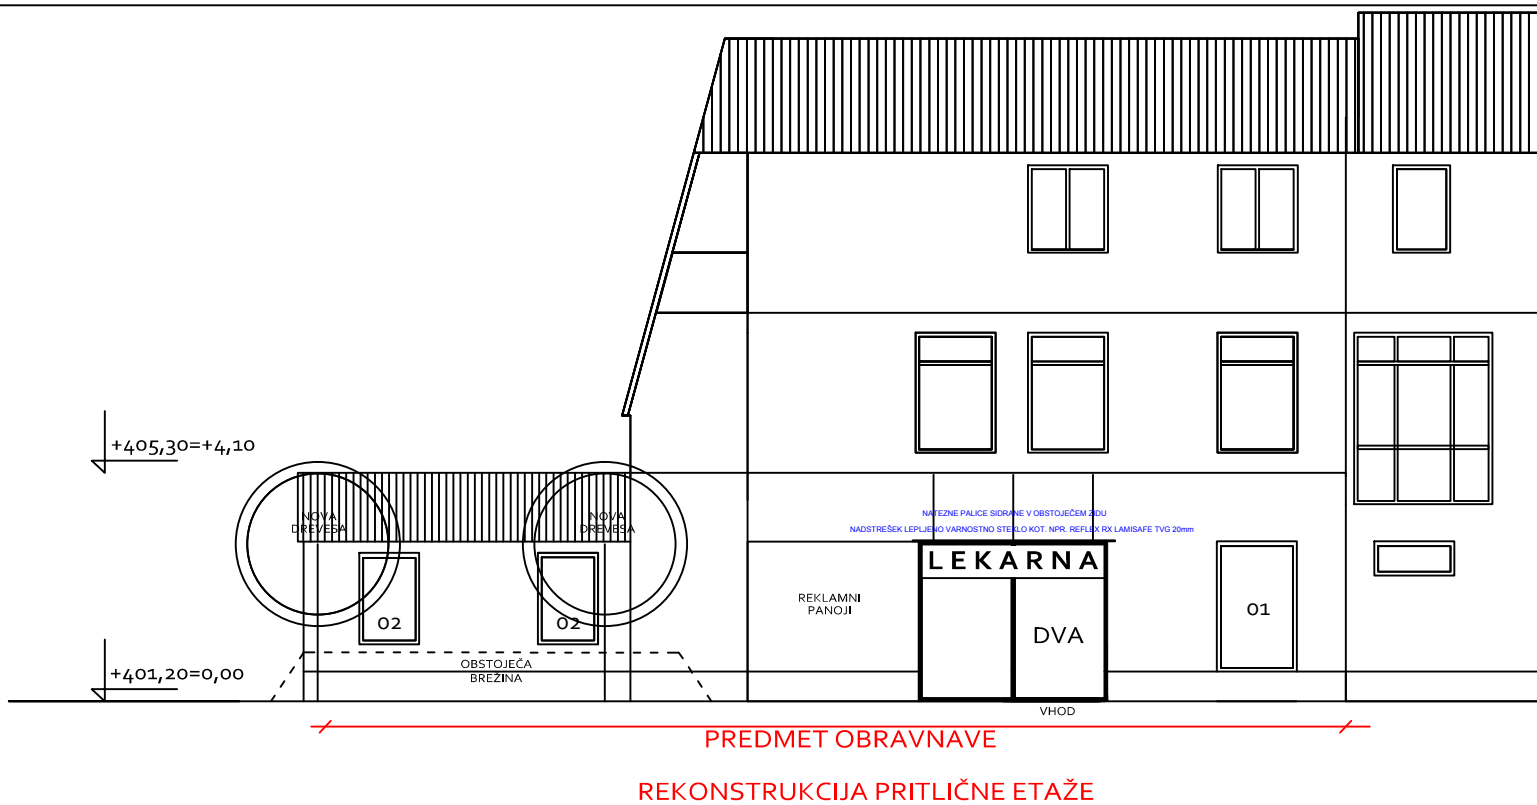 +405,30=+4,10
NOVA
DREVESA
NOVA
DREVESA
NATEZNE PALICE SIDRANE V OBSTOJEČEM ZIDU
NADSTREŠEK LEPLJENO VARNOSTNO STEKLO KOT. NPR. REFLEX RX LAMISAFE TVG 20mm
LEKARNA
REKLAMNI
PANOJI
02
02
DVA
01
OBSTOJEČA
BREŽINA
+401,20=0,00
VHOD
PREDMET OBRAVNAVE
REKONSTRUKCIJA PRITLIČNE ETAŽE